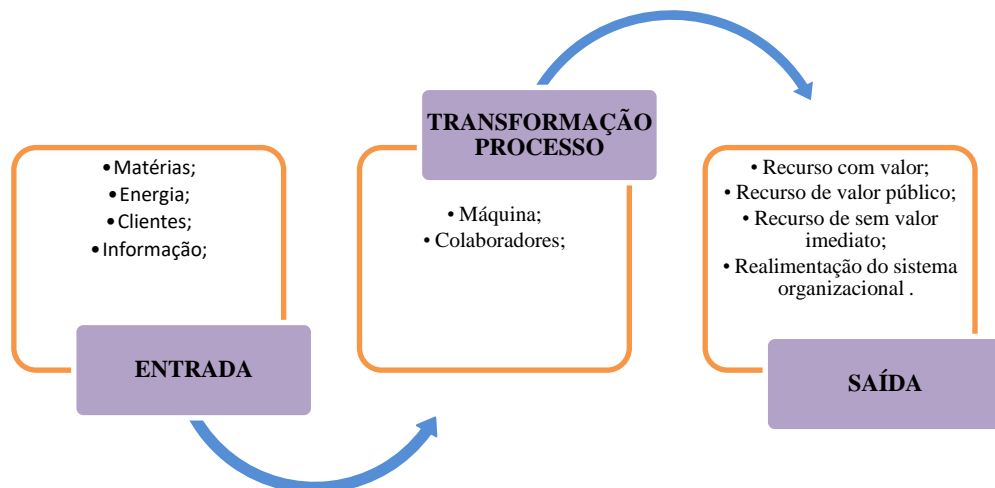 •Matérias;
•Energia;
•Clientes;
•Informação;
ENTRADA
TRANSFORMAÇÃO
PROCESSO
• Máquina;
• Colaboradores;
• Recurso com valor;
• Recurso de valor público;
• Recurso de sem valor
imediato;
• Realimentação do sistema
organizacional .
SAÍDA